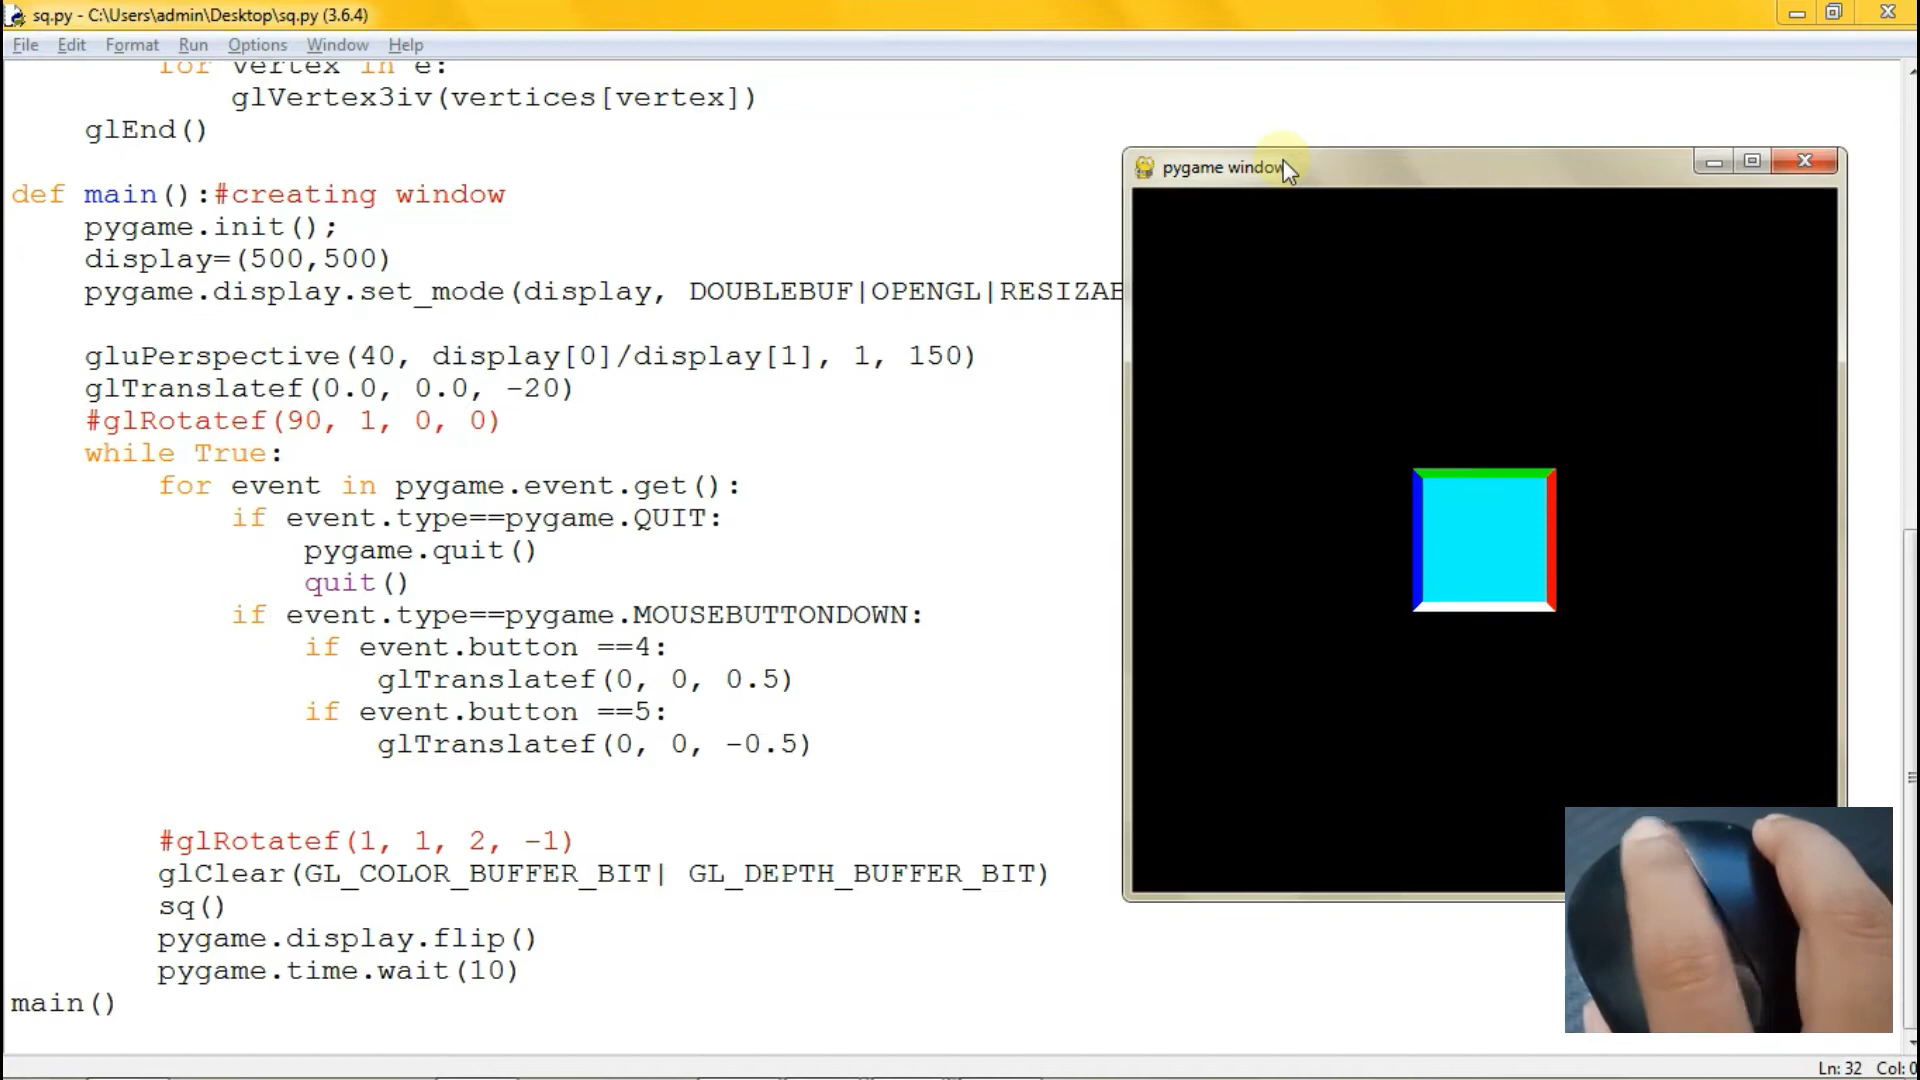 sq.py - C:\Users\admin\Desktop\sq.py (3.6.4)
File Edit Format Run Options Window Help
for vertex in e:
glVertex3iv(vertices[vertex])
glEnd()
def main():#creating window
pygame.init();
display=(500,500)
pygame.display.set_mode(display, DOUBLEBUF|OPENGL|RESIZAB
gluPerspective(40, display[0]/display[1], 1, 150)
glTranslatef(0.0, 0.0, -20)
#glRotatef(90, 1, 0, 0)
while True:
for event in pygame.event.get():
if event.type==pygame.QUIT:
pygame.quit()
quit()
if event.type==pygame.MOUSEBUTTONDOWN:
if event.button ==4:
glTranslatef(0, 0, 0.5)
if event.button ==5:
glTranslatef(0, 0, -0.5)
#glRotatef(1, 1, 2, -1)
glClear(GL_COLOR_BUFFER_BIT| GL_DEPTH_BUFFER_BIT)
sq()
pygame.display.flip()
pygame.time.wait(10)
main()
pygame window
Ln: 32 Col: 0